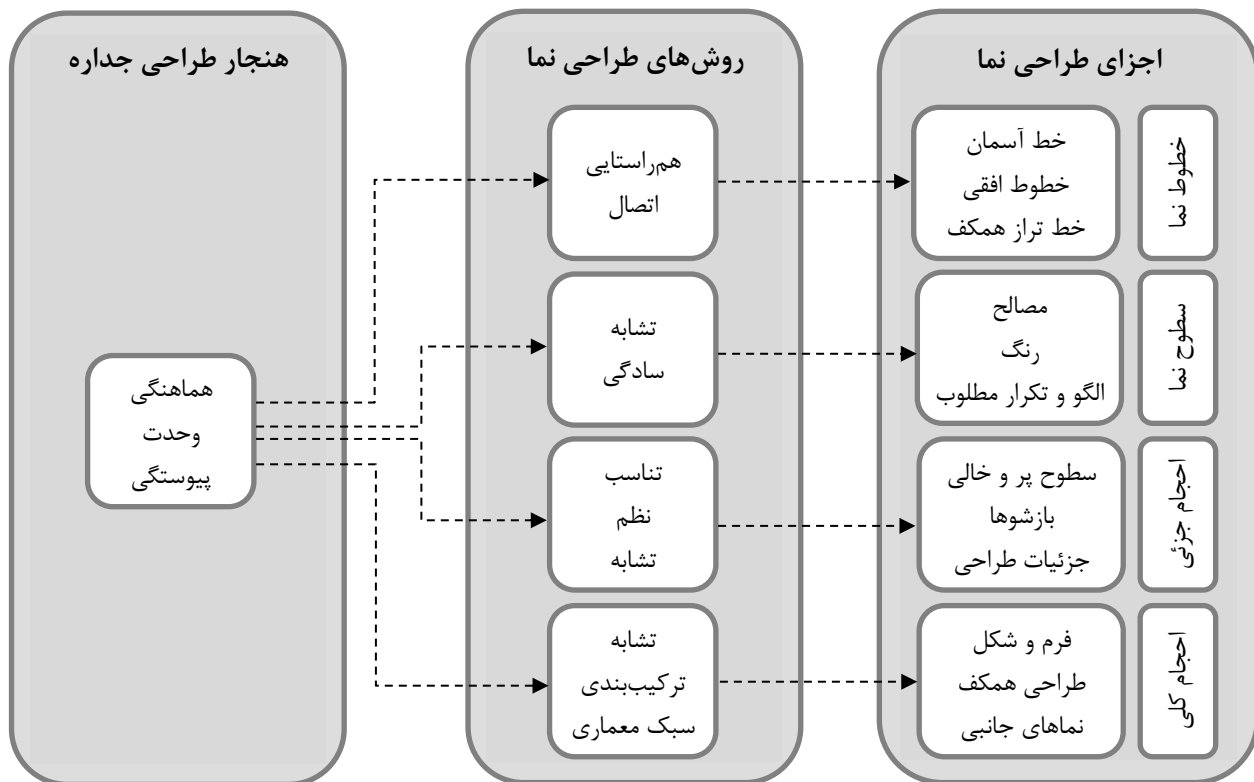 هنجار طراحی جداره
هماهنگی
وحدت
پیوستگی
روش‌های طراحی نما
هم‌راستایی
اتصال
تشابه
سادگی
تناسب
نظم
تشابه
تشابه
ترکیب‌بندی
سبک معماری
اجزای طراحی نما
خطوط نما
خط آسمان
خطوط افقی
خط تراز همکف
سطوح نما
مصالح
رنگ
الگو و تکرار مطلوب
احجام جزئی
سطوح پر و خالی
بازشوها
جزئیات طراحی
احجام کلی
فرم و شکل
طراحی همکف
نماهای جانبی